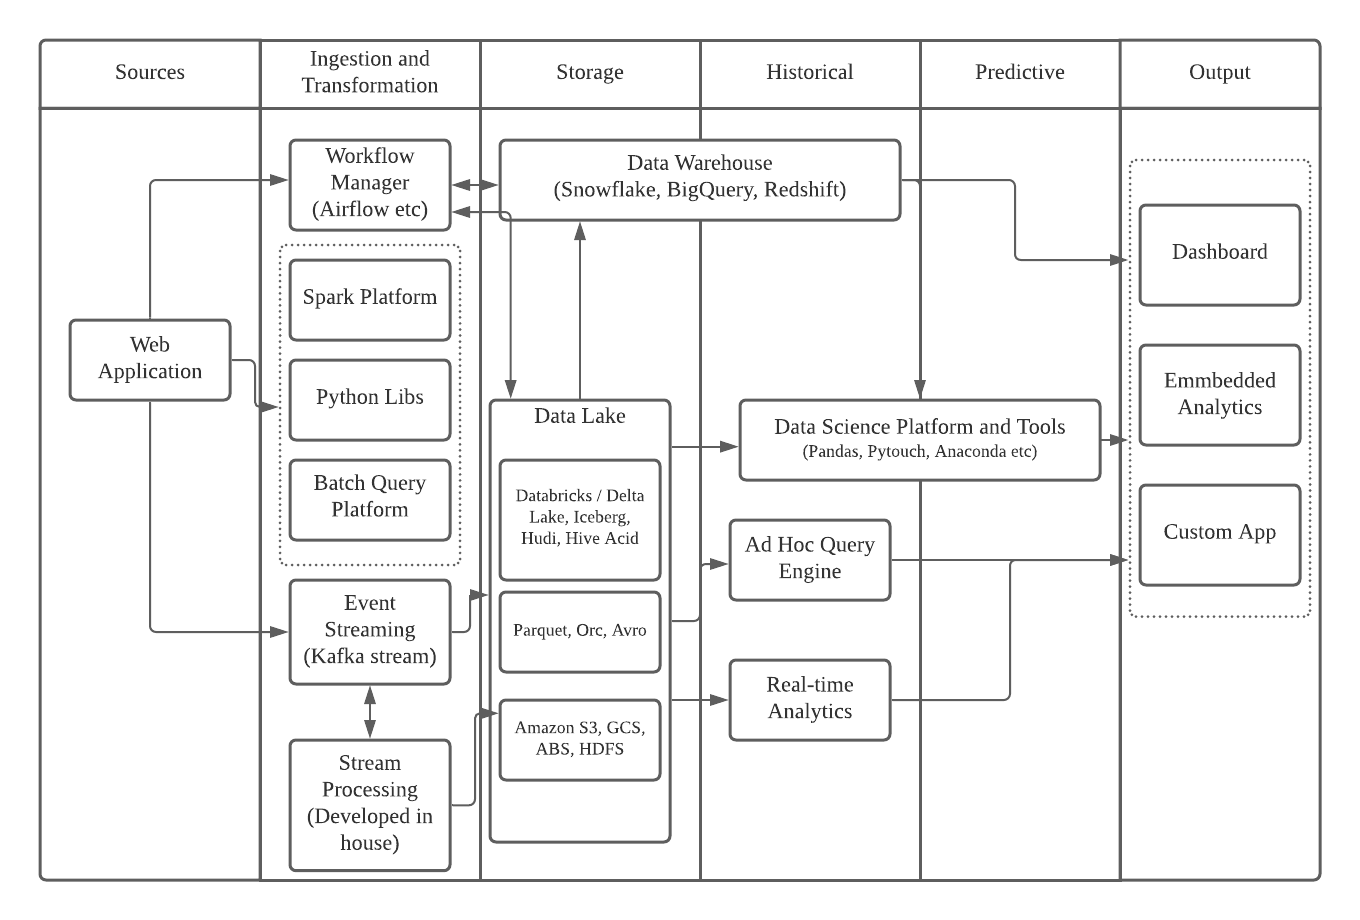 Sources
Ingestion and
Transformation
Storage
Historical
Predictive
Output
Workflow
Manager
(Airflow etc)
Data Warehouse
(Snowflake, BigQuery, Redshift)
Spark Platform
Dashboard
Web
Application
Python Libs
Emmbedded
Analytics
Data Lake
Data Science Platform and Tools
(Pandas, Pytouch, Anaconda etc)
Batch Query
Platform
Databricks / Delta
Lake, Iceberg,
Hudi, Hive Acid
Custom App
Ad Hoc Query
Engine
Event
Streaming
(Kafka stream)
Parquet, Orc, Avro
Real-time
Analytics
Amazon S3, GCS,
ABS, HDFS
Stream
Processing
(Developed in
house)